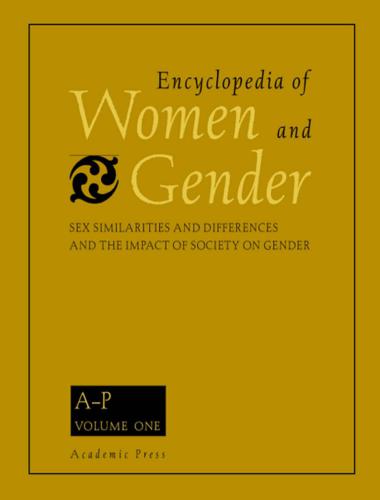 Encyclopedia of
Women and
Gender
SEX SIMILARITIES AND DIFFERENCES
AND THE IMPACT OF SOCIETY ON GENDER
A–P
VOLUME ONE
Academic Press